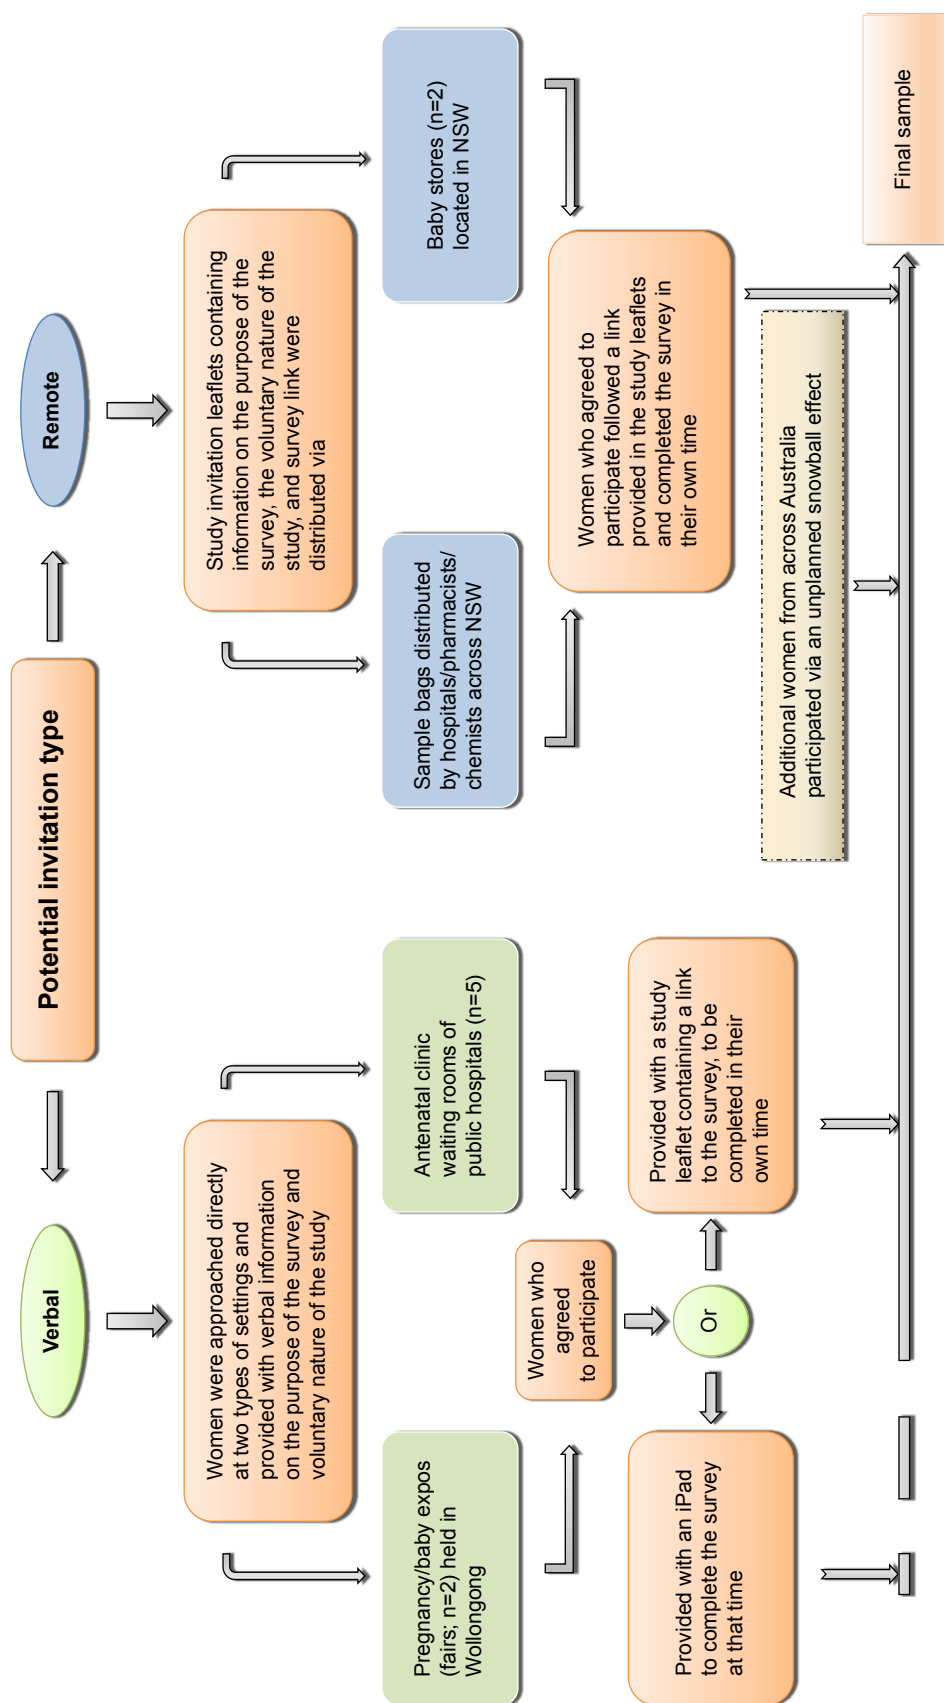 Potential invitation type
Verbal
Remote
Women were approached directly
at two types of settings and
provided with verbal information
on the purpose of the survey and
voluntary nature of the study
Study invitation leaflets containing
information on the purpose of the
survey, the voluntary nature of the
study, and survey link were
distributed via
Pregnancy/baby expos
(fairs; n=2) held in
Wollongong
Antenatal clinic
waiting rooms of
public hospitals (n=5)
Sample bags distributed
by hospitals/pharmacists/
chemists across NSW
Baby stores (n=2)
located in NSW
Women who
agreed
to participate
Or
Provided with an iPad
to complete the survey
at that time
Provided with a study
leaflet containing a link
to the survey, to be
completed in their
own time
Women who agreed to
participate followed a link
provided in the study leaflets
and completed the survey in
their own time
Additional women from across Australia
participated via an unplanned snowball effect
Final sample